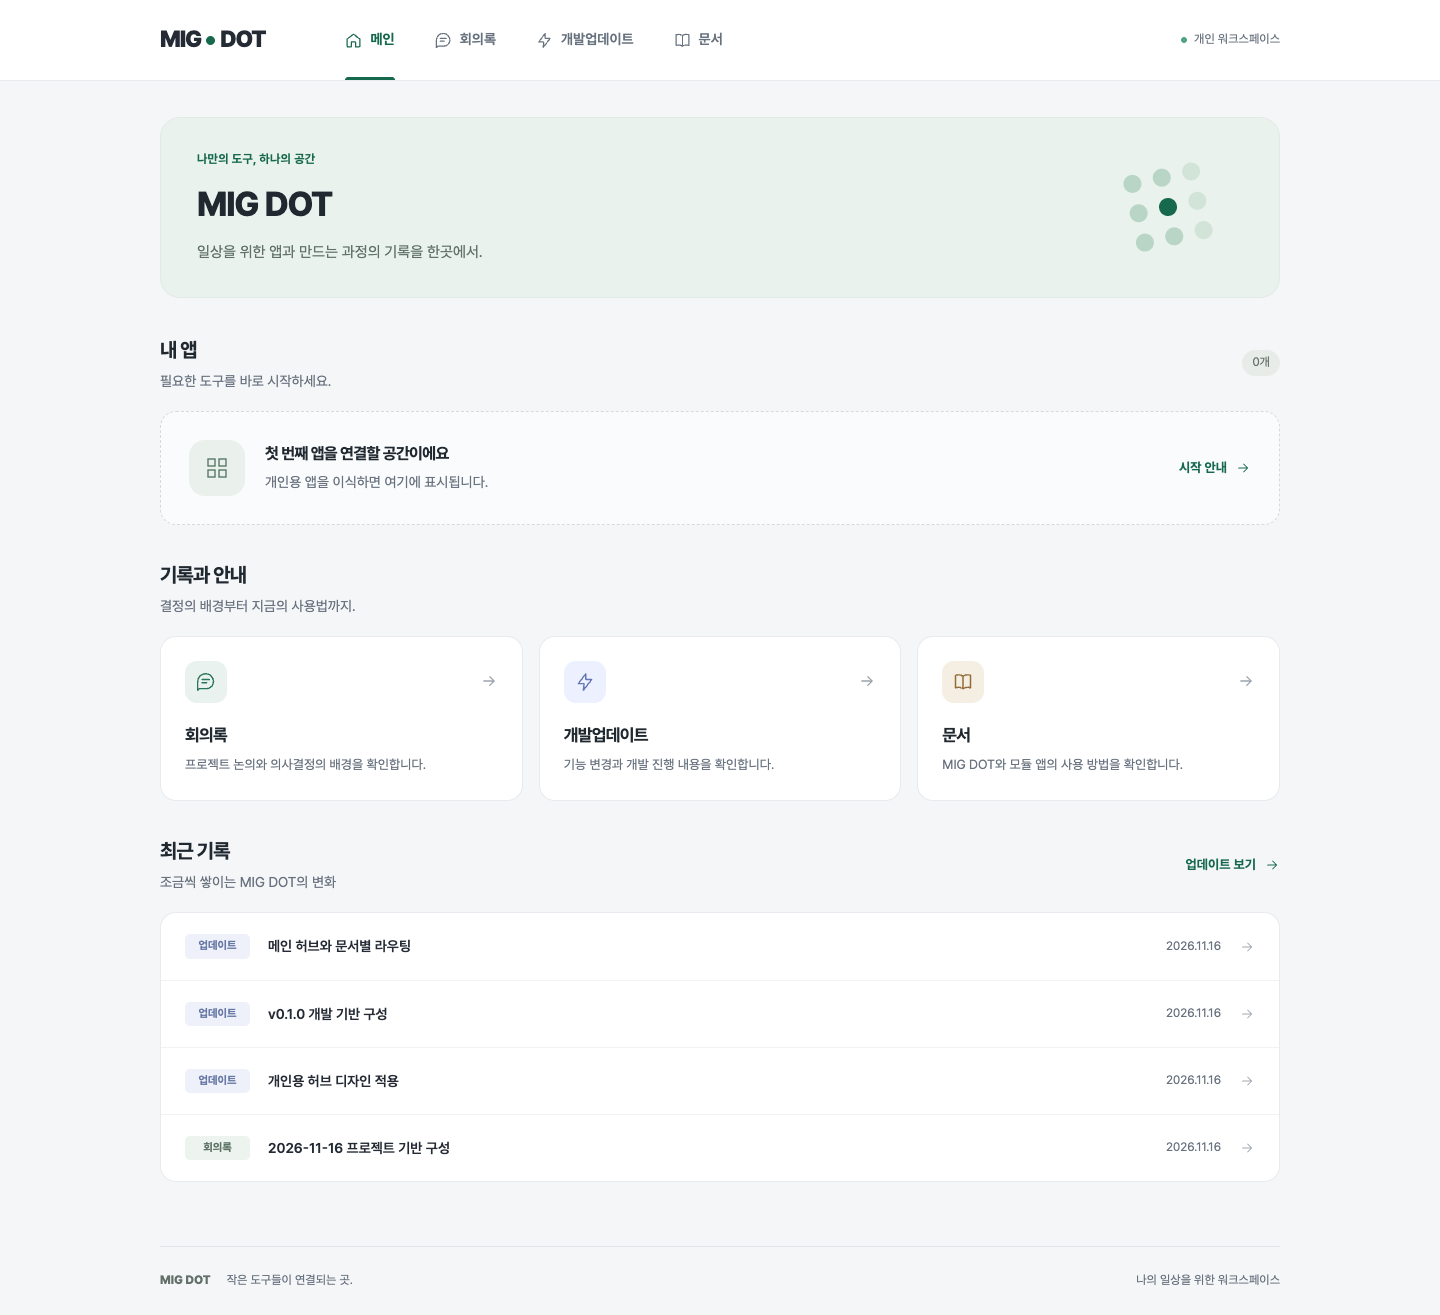 MIG DOT
메인
회의록
개발업데이트
문서
개인 워크스페이스
나만의 도구, 하나의 공간
MIG DOT
일상을 위한 앱과 만드는 과정의 기록을 한곳에서.
내 앱
필요한 도구를 바로 시작하세요.
0개
첫 번째 앱을 연결할 공간이에요
개인용 앱을 이식하면 여기에 표시됩니다.
시작 안내
기록과 안내
결정의 배경부터 지금의 사용법까지.
회의록
프로젝트 논의와 의사결정의 배경을 확인합니다.
개발업데이트
기능 변경과 개발 진행 내용을 확인합니다.
문서
MIG DOT와 모듈 앱의 사용 방법을 확인합니다.
최근 기록
조금씩 쌓이는 MIG DOT의 변화
업데이트 보기
업데이트 메인 허브와 문서별 라우팅 2026.11.16
업데이트 v0.1.0 개발 기반 구성 2026.11.16
업데이트 개인용 허브 디자인 적용 2026.11.16
회의록 2026-11-16 프로젝트 기반 구성 2026.11.16
MIG DOT 작은 도구들이 연결되는 곳.
나의 일상을 위한 워크스페이스